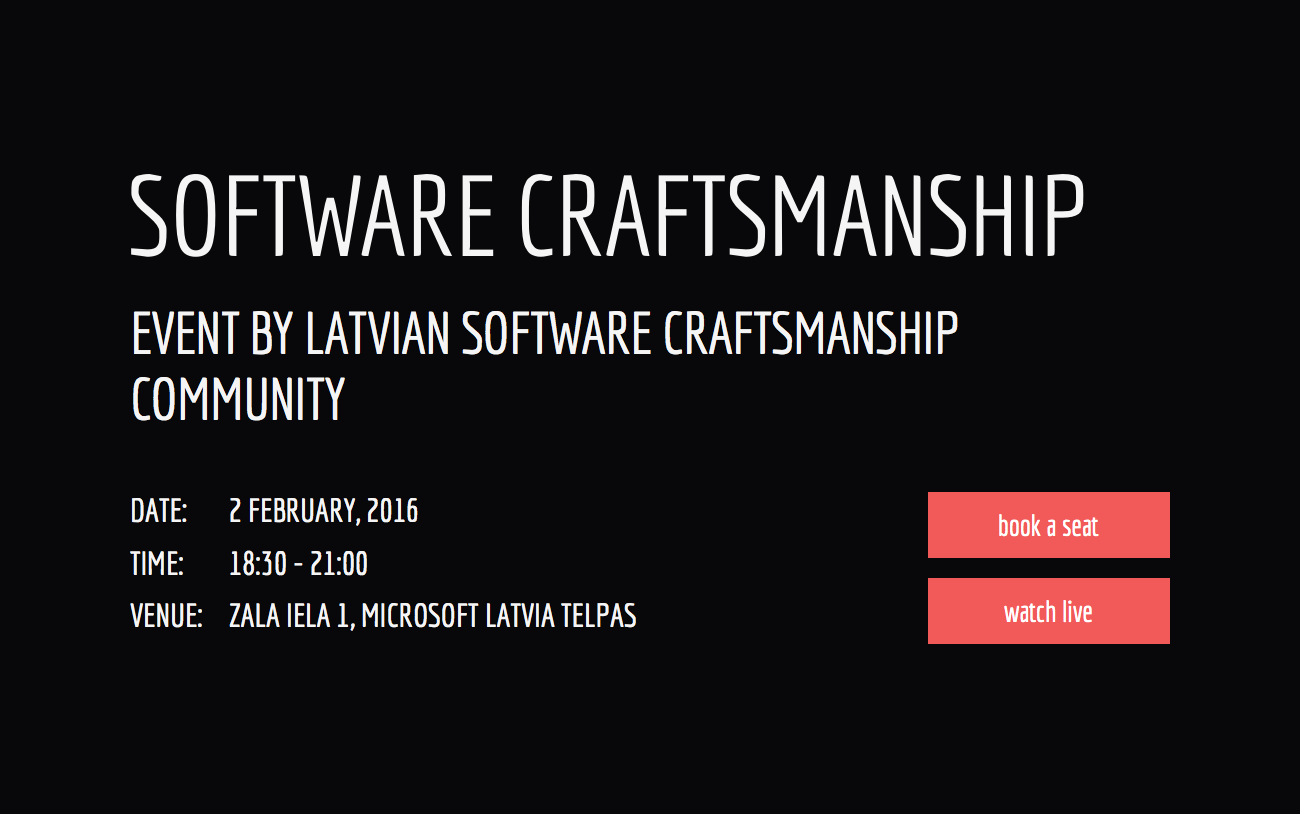 SOFTWARE CRAFTSMANSHIP
EVENT BY LATVIAN SOFTWARE CRAFTSMANSHIP
COMMUNITY
DATE: 2 FEBRUARY, 2016
TIME: 18:30 - 21:00
VENUE: ZALA IELA 1, MICROSOFT LATVIA TELPAS
book a seat
watch live